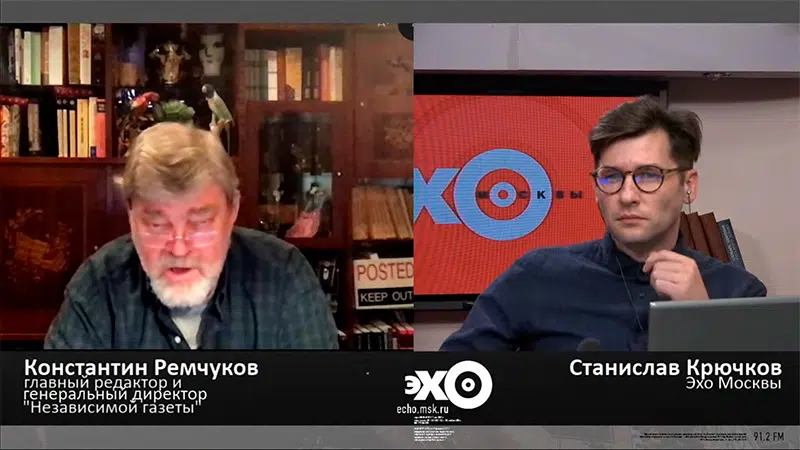 POSTED
KEEP OUT
ЭХО
МОСКВЫ
Константин Ремчуков
главный редактор и
генеральный директор
"Независимой газеты"
эхо
echo.msk.ru
Станислав Крючков
Эхо Москвы
91.2 FM